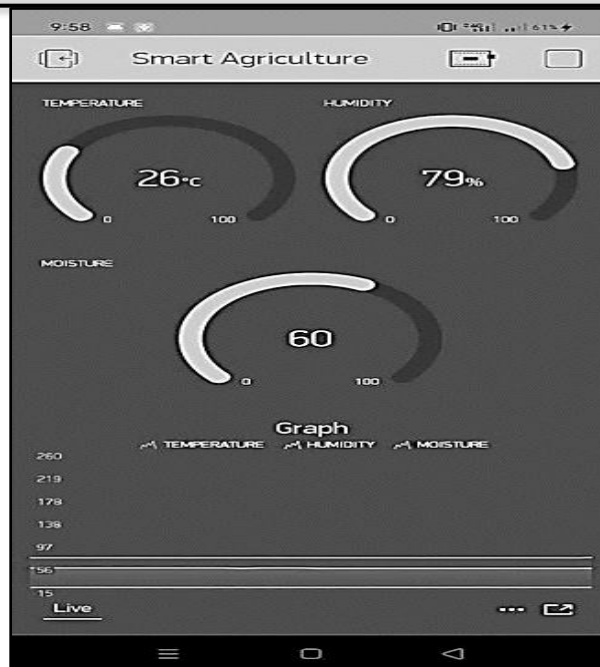 9:58 61%
Smart Agriculture
TEMPERATURE HUMIDITY
26°C 79%
0 100 0 100
MOISTURE
60
0 100
Graph
TEMPERATURE HUMIDITY MOISTURE
260
219
178
138
97
56
15
Live